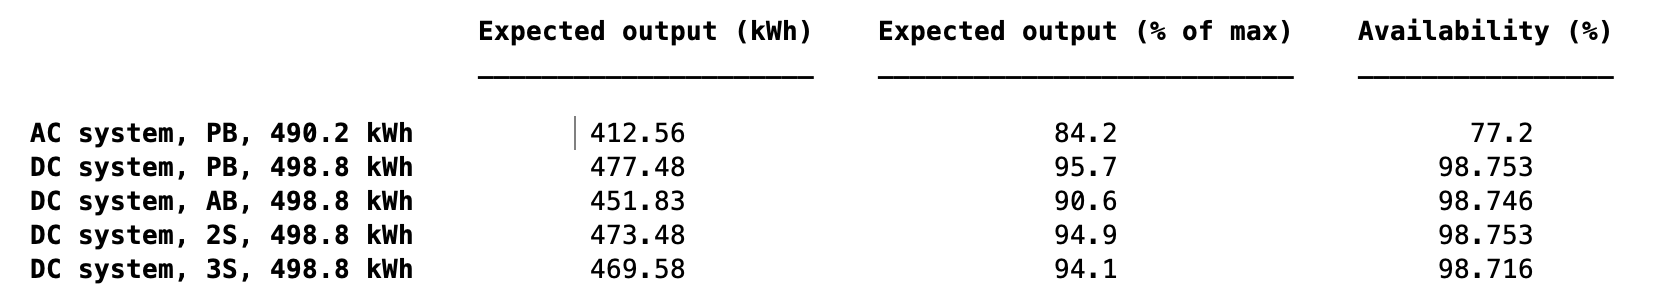 Expected output (kWh) Expected output (% of max) Availability (%)
AC system, PB, 490.2 kWh 412.56 84.2 77.2
DC system, PB, 498.8 kWh 477.48 95.7 98.753
DC system, AB, 498.8 kWh 451.83 90.6 98.746
DC system, 2S, 498.8 kWh 473.48 94.9 98.753
DC system, 3S, 498.8 kWh 469.58 94.1 98.716